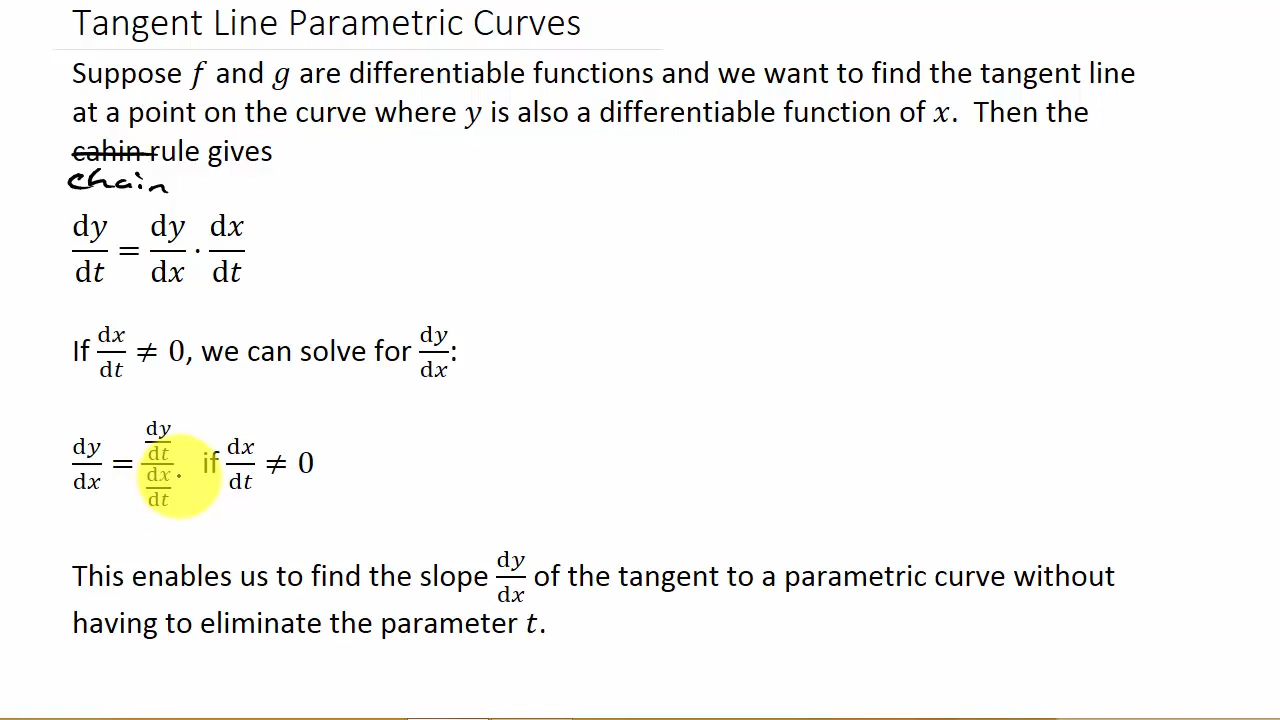 Tangent Line Parametric Curves
Suppose f and g are differentiable functions and we want to find the tangent line
at a point on the curve where y is also a differentiable function of x. Then the
cahin rule gives
chain
dy/dt = dy/dx · dx/dt
If dx/dt ≠ 0, we can solve for dy/dx:
dy/dx = (dy/dt)/(dx/dt) if dx/dt ≠ 0
This enables us to find the slope dy/dx of the tangent to a parametric curve without
having to eliminate the parameter t.